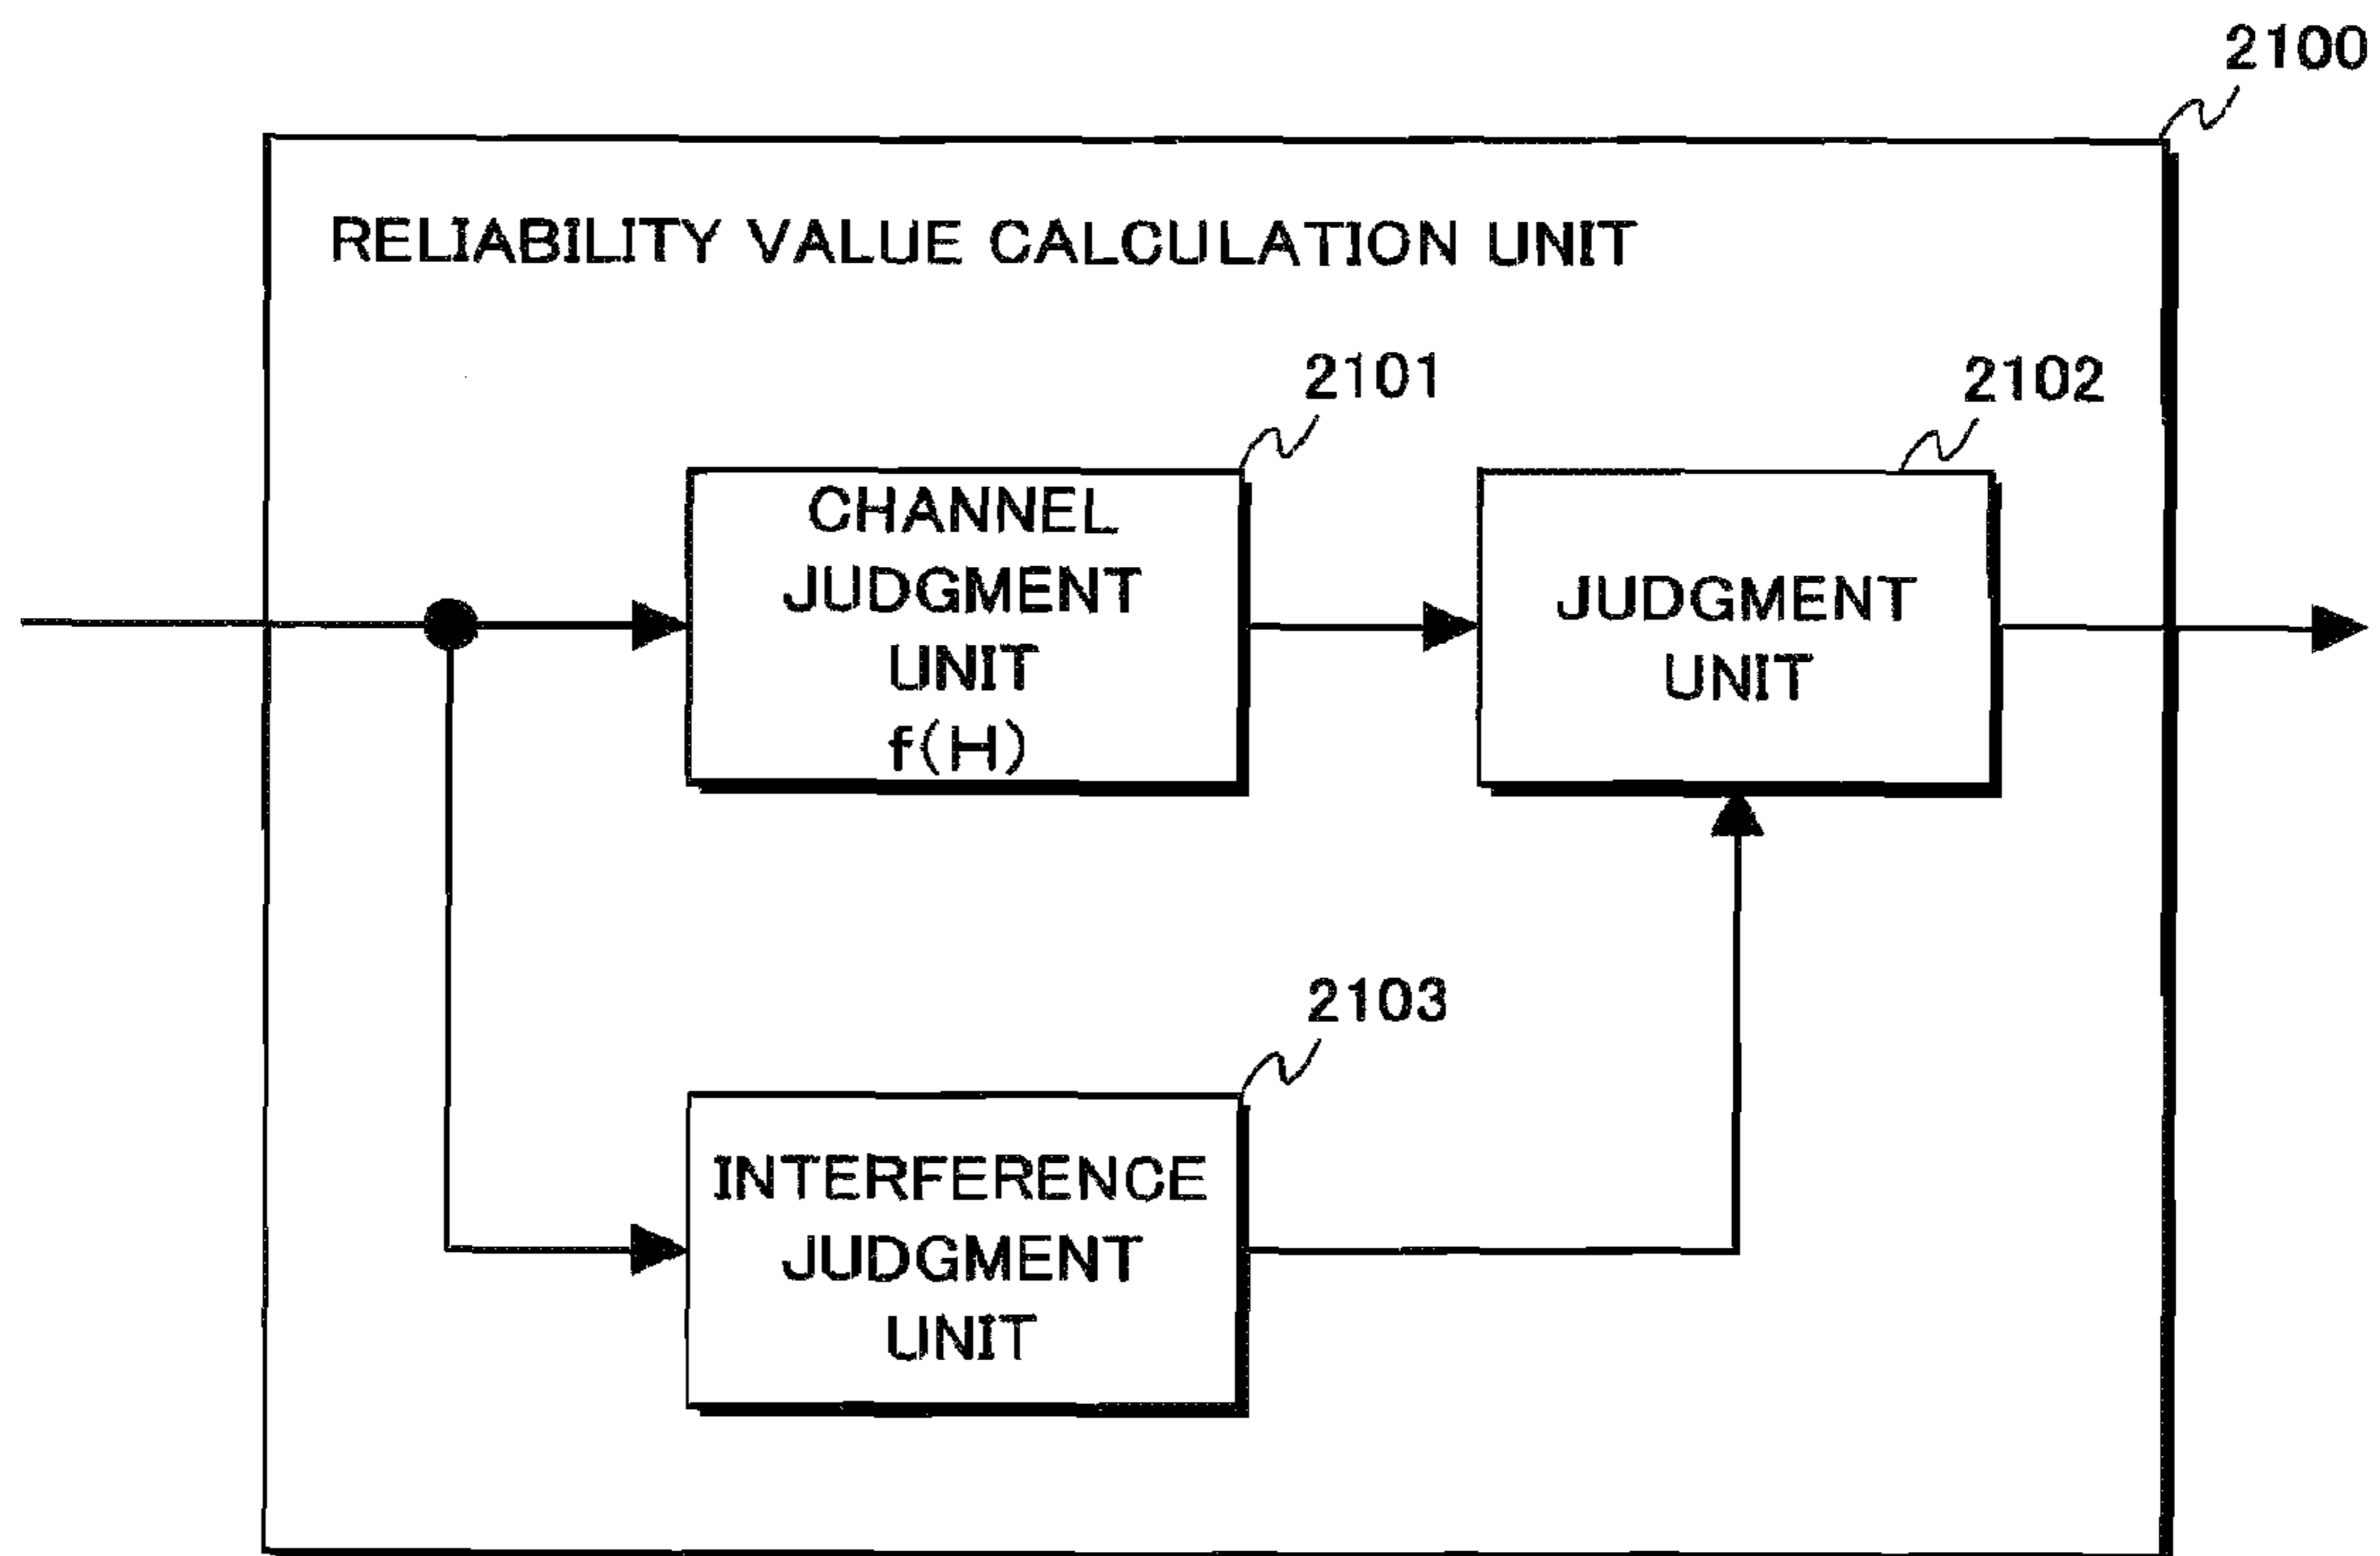 2100
RELIABILITY VALUE CALCULATION UNIT
2101
2102
CHANNEL
JUDGMENT
UNIT
f(H)
JUDGMENT
UNIT
2103
INTERFERENCE
JUDGMENT
UNIT